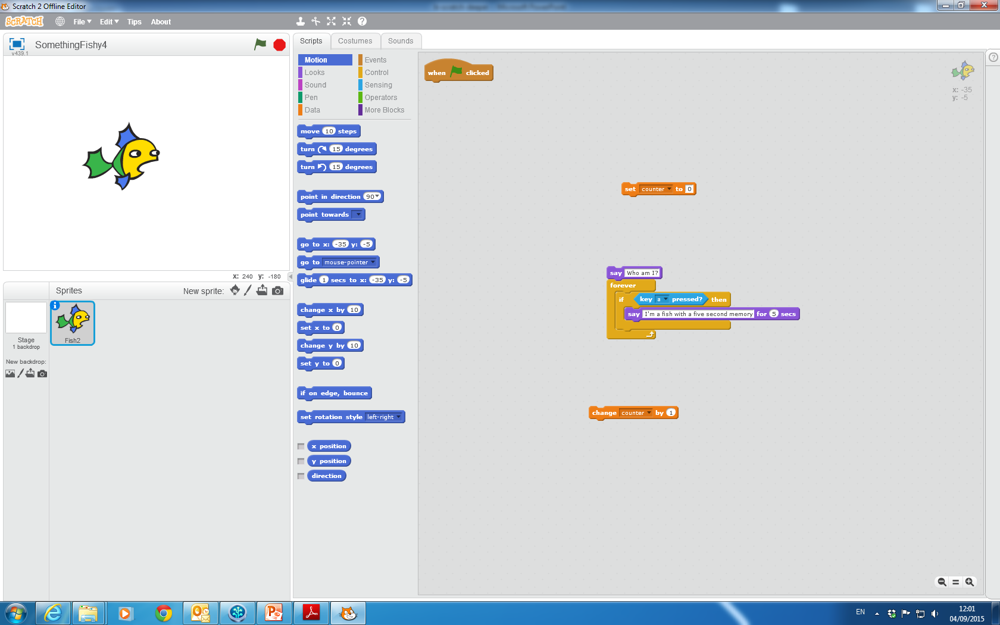 Scratch 2 Offline Editor
SCRATCH File Edit Tips About
v439.1
SomethingFishy4
Scripts Costumes Sounds
Motion
Looks
Sound
Pen
Data
Events
Control
Sensing
Operators
More Blocks
move 10 steps
turn 15 degrees
turn 15 degrees
point in direction 90
point towards
go to x: -35 y: -5
go to mouse-pointer
glide 1 secs to x: -35 y: -5
change x by 10
set x to 0
change y by 10
set y to 0
if on edge, bounce
set rotation style left-right
x position
y position
direction
when clicked
set counter to 0
say Who am I?
forever
if key a pressed? then
say I'm a fish with a five second memory for 5 secs
change counter by 1
x: -35
y: -5
x: 240 y: -180
Sprites New sprite:
Stage
1 backdrop
New backdrop:
Fish2
EN
12:01
04/09/2015